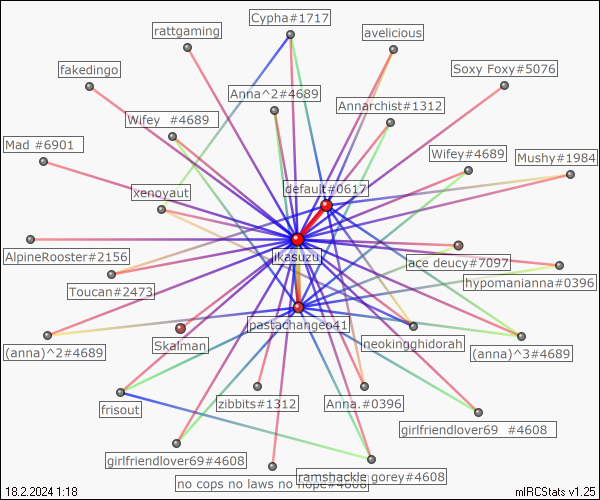 Cypha#1717
rattgaming
avelicious
fakedingo
Soxy Foxy#5076
Anna^2#4689
Annarchist#1312
Wifey #4689
Mad #6901
Wifey#4689
Mushy#1984
xenoyaut
default#0617
AlpineRooster#2156
ikasuzu
ace deucy#7097
hypomanianna#0396
Toucan#2473
pastachangeo41
(anna)^2#4689
Skalman
neokingghidorah
(anna)^3#4689
frisout
zibbits#1312
Anna.#0396
girlfriendlover69 #4608
girlfriendlover69#4608
no cops no laws no hope#4608
ramshackle gorey#4608
18.2.2024 1:18
mIRCStats v1.25